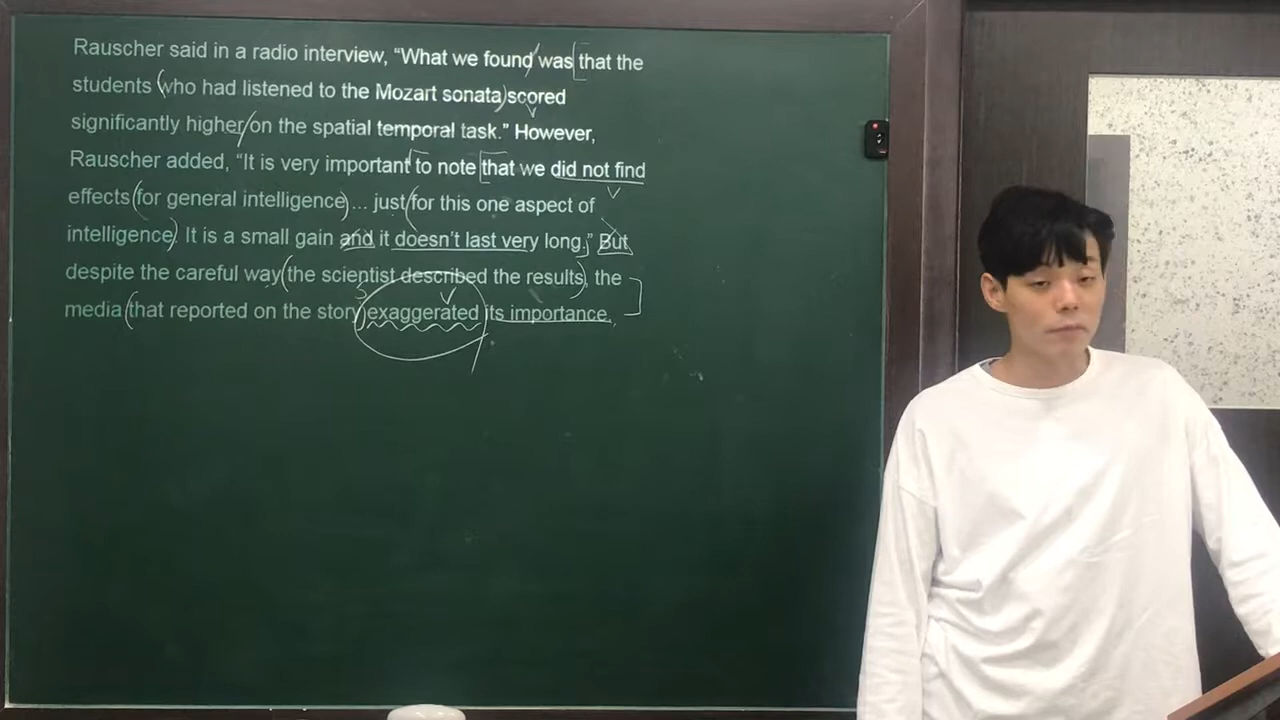 Rauscher said in a radio interview, “What we found was that the
students who had listened to the Mozart sonata scored
significantly higher on the spatial temporal task.” However,
Rauscher added, “It is very important to note that we did not find
effects for general intelligence ... just for this one aspect of
intelligence. It is a small gain and it doesn’t last very long.” But
despite the careful way the scientist described the results, the
media that reported on the story exaggerated its importance.